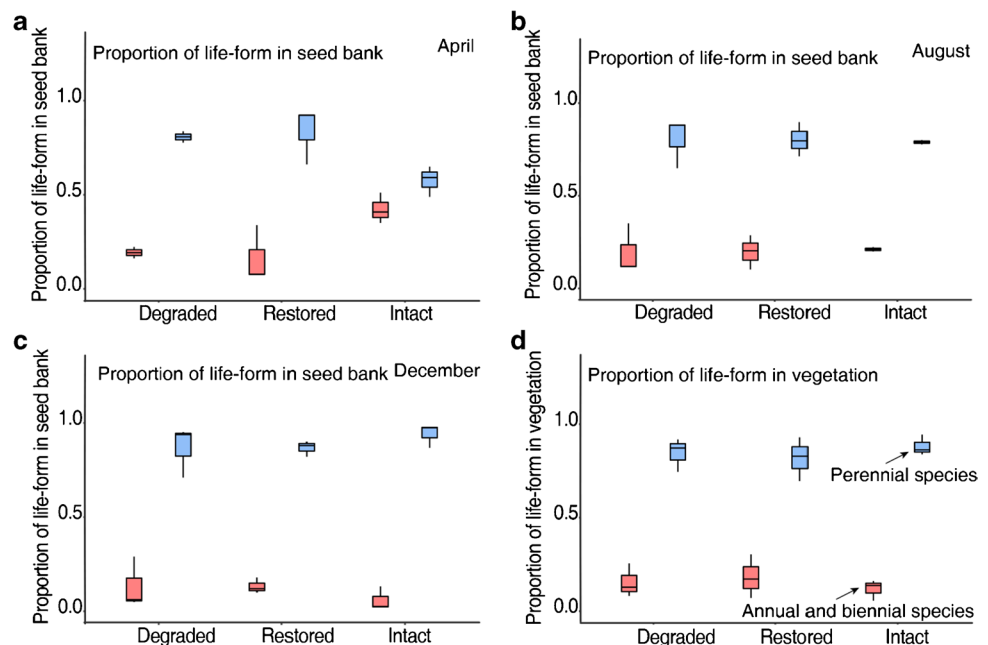 a
Proportion of life-form in seed bank
April
Proportion of life-form in seed bank
1.0
0.5
0.0
Degraded
Restored
Intact
b
Proportion of life-form in seed bank
August
Proportion of life-form in seed bank
1.0
0.5
0.0
Degraded
Restored
Intact
c
Proportion of life-form in seed bank
December
Proportion of life-form in seed bank
1.0
0.5
0.0
Degraded
Restored
Intact
d
Proportion of life-form in vegetation
Proportion of life-form in vegetation
1.0
0.5
0.0
Perennial species
Annual and biennial species
Degraded
Restored
Intact